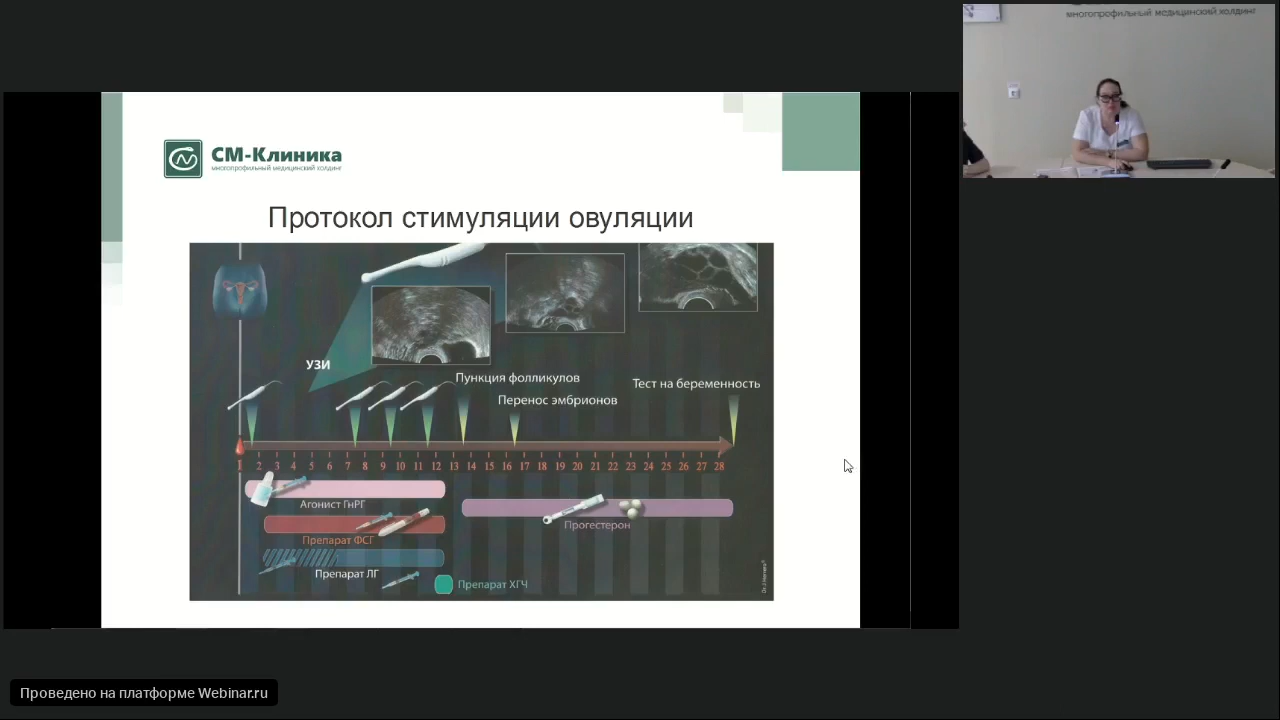 многопрофильный медицинский холдинг
СМ-Клиника
многопрофильный медицинский холдинг
Протокол стимуляции овуляции
УЗИ
Пункция фолликулов
Тест на беременность
Перенос эмбрионов
1 2 3 4 5 6 7 8 9 10 11 12 13 14 15 16 17 18 19 20 21 22 23 24 25 26 27 28
Агонист ГнРГ
Прогестерон
Препарат ФСГ
Препарат ЛГ
Препарат ХГЧ
Проведено на платформе Webinar.ru